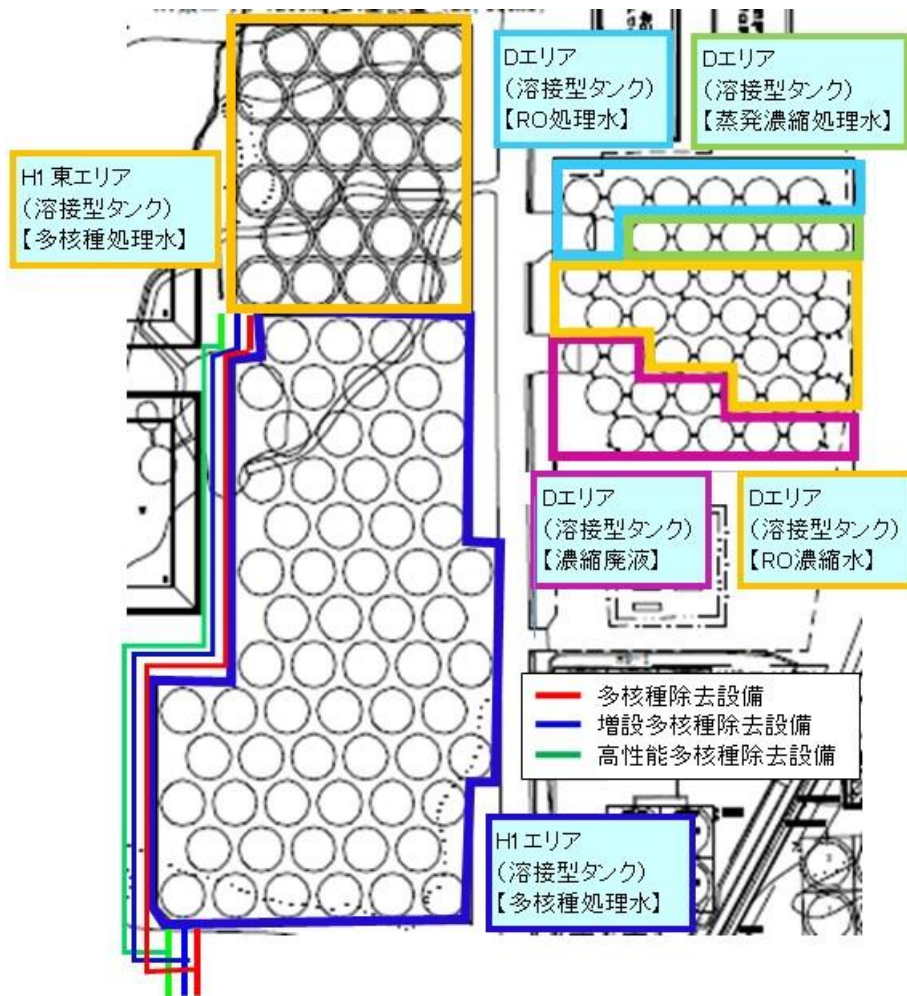 Dエリア
(溶接型タンク)
【RO処理水】
Dエリア
(溶接型タンク)
【蒸発濃縮処理水】
H1東エリア
(溶接型タンク)
【多核種処理水】
Dエリア
(溶接型タンク)
【濃縮廃液】
Dエリア
(溶接型タンク)
【RO濃縮水】
多核種除去設備
増設多核種除去設備
高性能多核種除去設備
H1エリア
(溶接型タンク)
【多核種処理水】